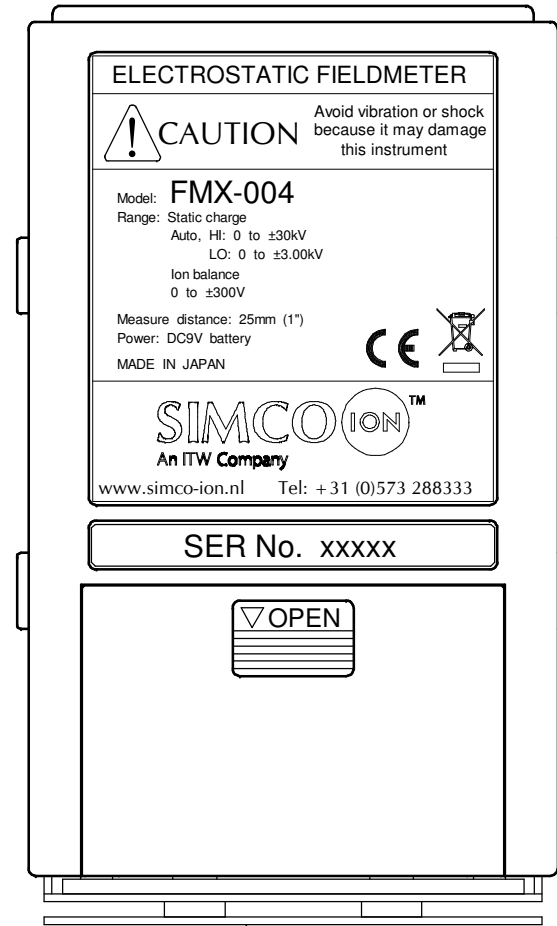 ELECTROSTATIC FIELDMETER
CAUTION
Avoid vibration or shock
because it may damage
this instrument
Model: FMX-004
Range: Static charge
Auto, HI: 0 to ±30kV
LO: 0 to ±3.00kV
Ion balance
0 to ±300V
Measure distance: 25mm (1")
Power: DC9V battery
MADE IN JAPAN
CE
SIMCO ION™
An ITW Company
www.simco-ion.nl Tel: +31 (0)573 288333
SER No. xxxxx
▽OPEN